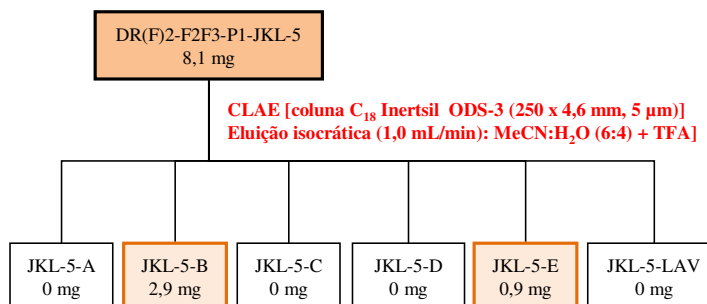 DR(F)2-F2F3-P1-JKL-5
8,1 mg
CLAE [coluna C18 Inertsil ODS-3 (250 x 4,6 mm, 5 µm)]
Eluição isocrática (1,0 mL/min): MeCN:H2O (6:4) + TFA]
JKL-5-A
0 mg
JKL-5-B
2,9 mg
JKL-5-C
0 mg
JKL-5-D
0 mg
JKL-5-E
0,9 mg
JKL-5-LAV
0 mg